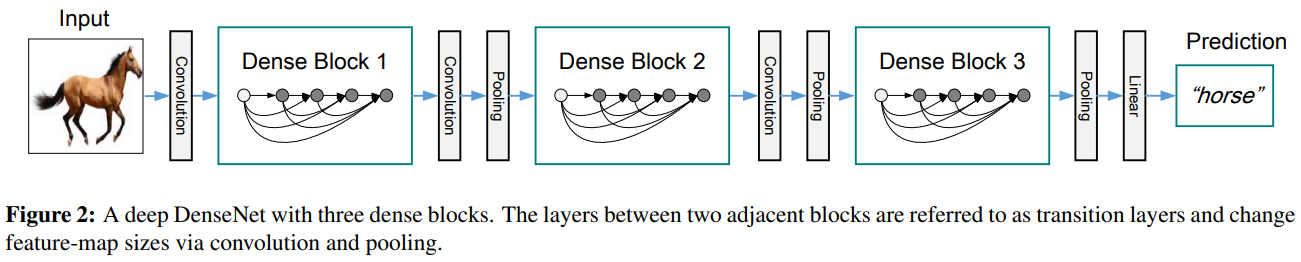 Input
Prediction
Convolution
Dense Block 1
Convolution
Pooling
Dense Block 2
Convolution
Pooling
Dense Block 3
Pooling
Linear
“horse”
Figure 2: A deep DenseNet with three dense blocks. The layers between two adjacent blocks are referred to as transition layers and change
feature-map sizes via convolution and pooling.